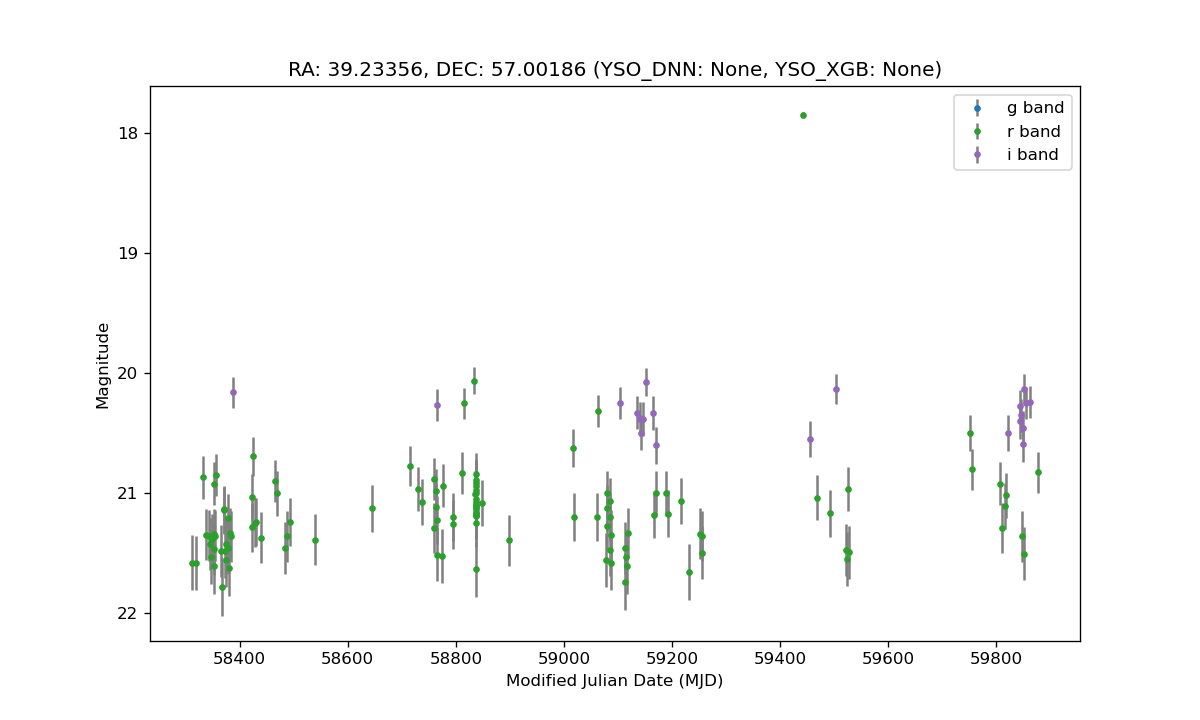 RA: 39.23356, DEC: 57.00186 (YSO_DNN: None, YSO_XGB: None)
g band
r band
i band
18
19
20
21
22
Magnitude
58400 58600 58800 59000 59200 59400 59600 59800
Modified Julian Date (MJD)